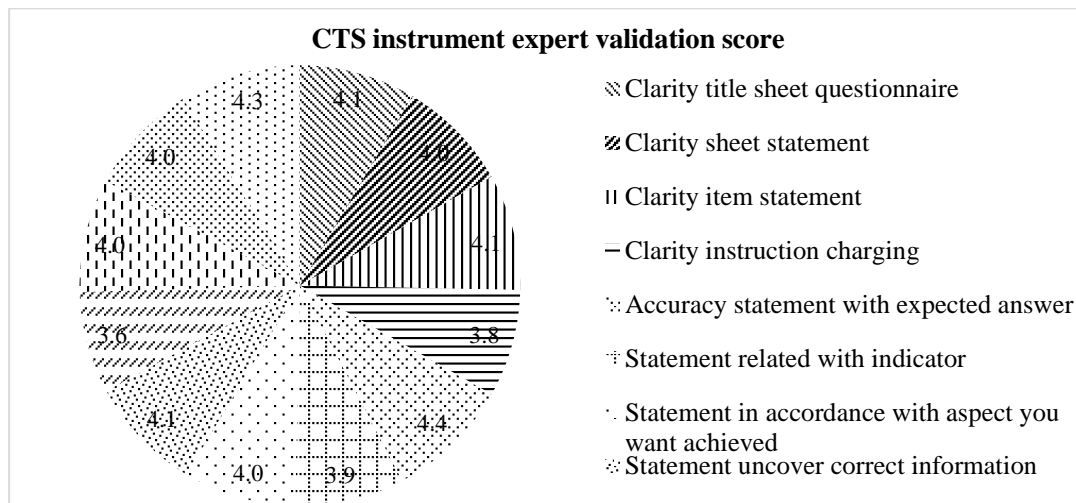 CTS instrument expert validation score
4.3
4.1
4.0
4.0
4.0
4.1
3.6
3.8
4.1
4.4
4.0
3.9
Clarity title sheet questionnaire
Clarity sheet statement
Clarity item statement
Clarity instruction charging
Accuracy statement with expected answer
Statement related with indicator
Statement in accordance with aspect you
want achieved
Statement uncover correct information